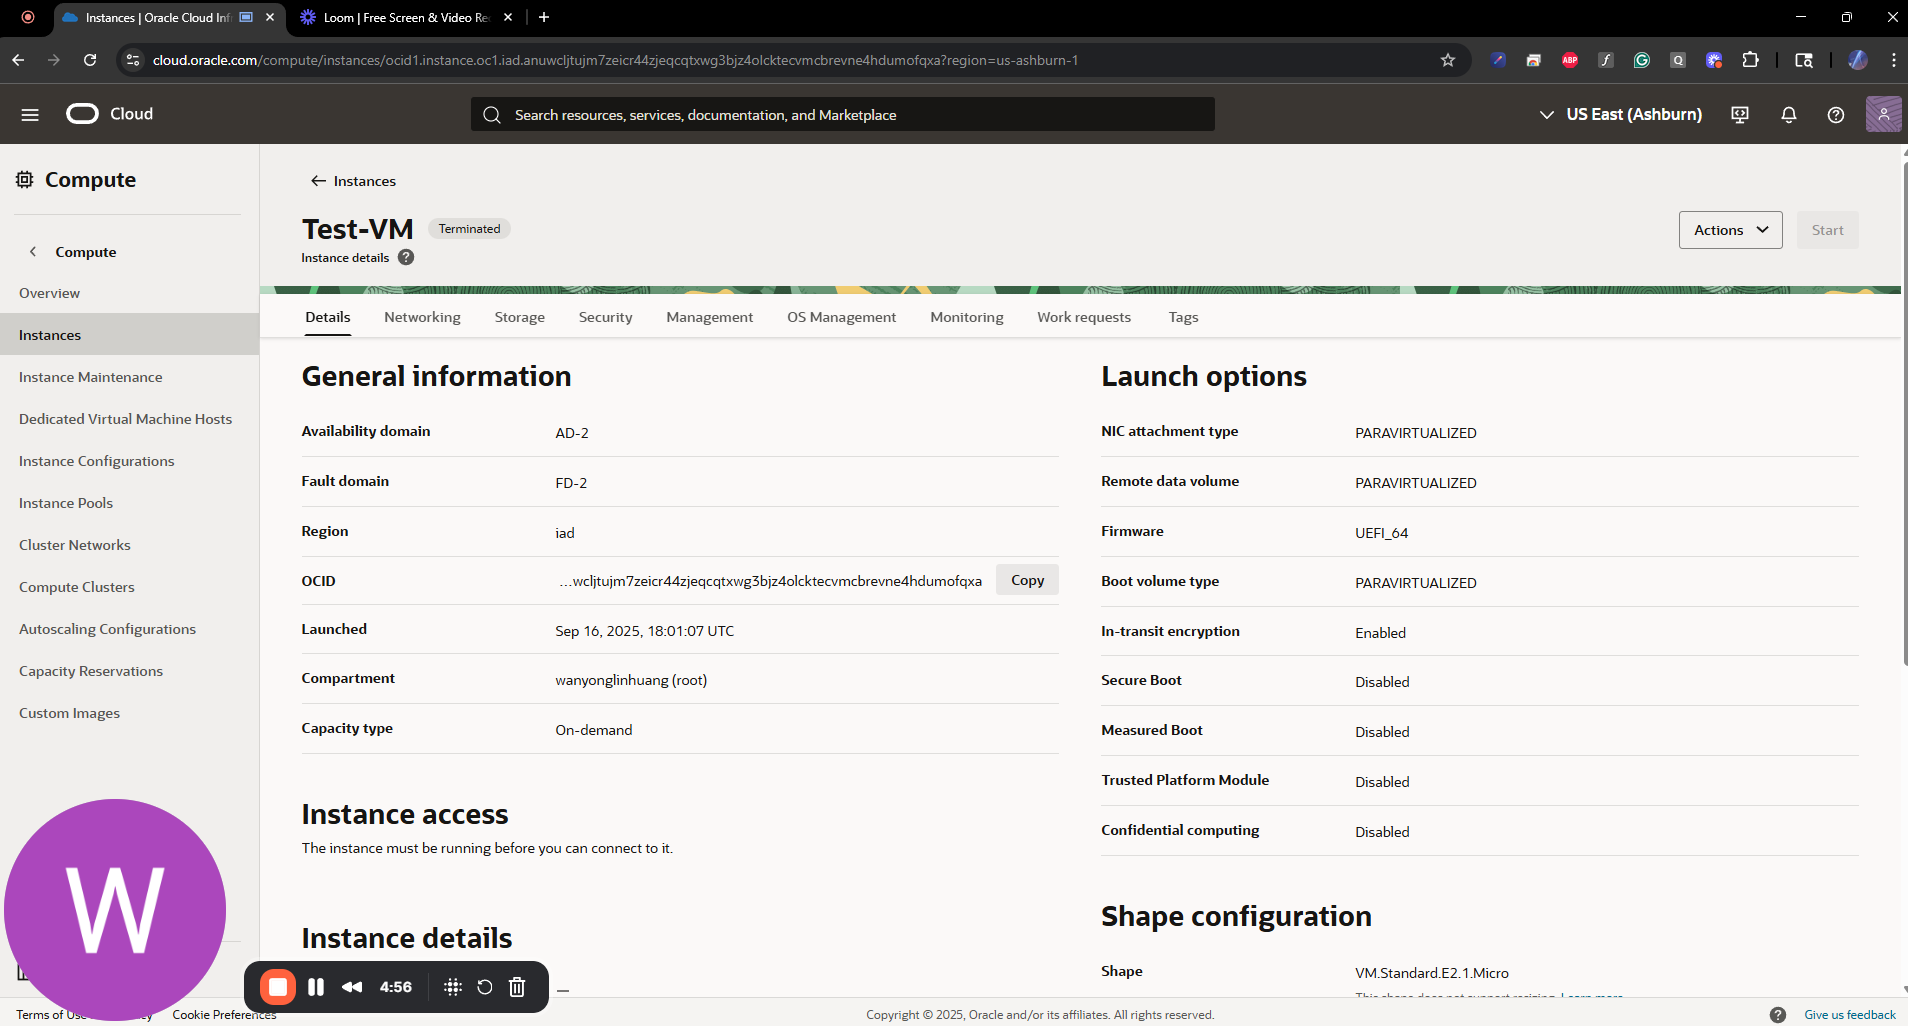 Instances | Oracle Cloud Inf
Loom | Free Screen & Video Re
cloud.oracle.com/compute/instances/ocid1.instance.oc1.iad.anuwcljtujm7zeicr44zjeqcqtxwg3bjz4olcktecvmcbrevne4hdumofqxa?region=us-ashburn-1
ABP
f
Q
Cloud
Search resources, services, documentation, and Marketplace
US East (Ashburn)
Compute
Compute
Overview
Instances
Instance Maintenance
Dedicated Virtual Machine Hosts
Instance Configurations
Instance Pools
Cluster Networks
Compute Clusters
Autoscaling Configurations
Capacity Reservations
Custom Images
Instances
Test-VM Terminated
Actions Start
Instance details ?
Details Networking Storage Security Management OS Management Monitoring Work requests Tags
General information
Availability domain AD-2
Fault domain FD-2
Region iad
OCID …wcljtujm7zeicr44zjeqcqtxwg3bjz4olcktecvmcbrevne4hdumofqxa Copy
Launched Sep 16, 2025, 18:01:07 UTC
Compartment wanyonglinhuang (root)
Capacity type On-demand
Instance access
The instance must be running before you can connect to it.
Instance details
Launch options
NIC attachment type PARAVIRTUALIZED
Remote data volume PARAVIRTUALIZED
Firmware UEFI_64
Boot volume type PARAVIRTUALIZED
In-transit encryption Enabled
Secure Boot Disabled
Measured Boot Disabled
Trusted Platform Module Disabled
Confidential computing Disabled
Shape configuration
Shape VM.Standard.E2.1.Micro
This shape does not support resizing. Learn more
W
4:56
Terms of Use
Cookie Preferences
Copyright © 2025, Oracle and/or its affiliates. All rights reserved.
? Give us feedback